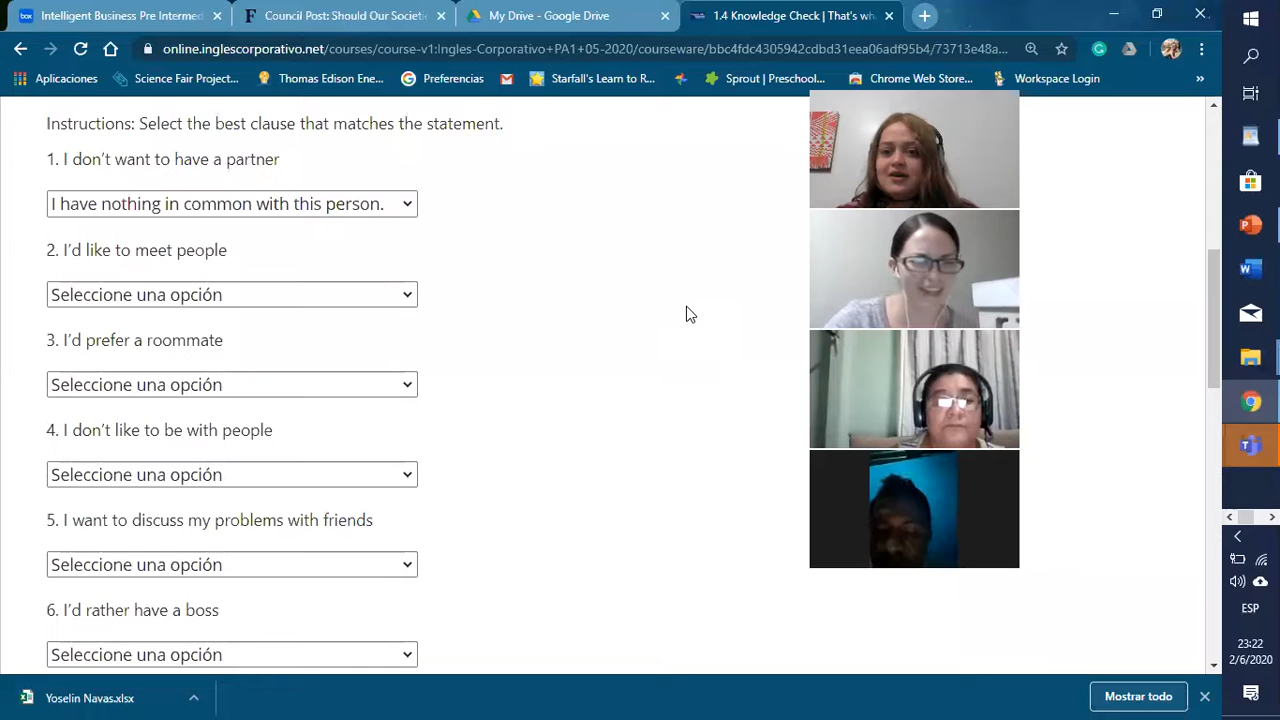 Intelligent Business Pre Intermed
Council Post: Should Our Societi
My Drive - Google Drive
1.4 Knowledge Check | That's wh
online.inglescorporativo.net/courses/course-v1:Ingles-Corporativo+PA1+05-2020/courseware/bbc4fdc4305942cdbd31eea06adf95b4/73713e48a...
Aplicaciones
Science Fair Project...
Thomas Edison Ene...
Preferencias
Starfall's Learn to R...
Sprout | Preschool...
Chrome Web Store...
Workspace Login
»
Instructions: Select the best clause that matches the statement.
1. I don’t want to have a partner
I have nothing in common with this person.
2. I’d like to meet people
Seleccione una opción
3. I’d prefer a roommate
Seleccione una opción
4. I don’t like to be with people
Seleccione una opción
5. I want to discuss my problems with friends
Seleccione una opción
6. I’d rather have a boss
Seleccione una opción
ESP
23:22
2/6/2020
Yoselin Navas.xlsx
Mostrar todo